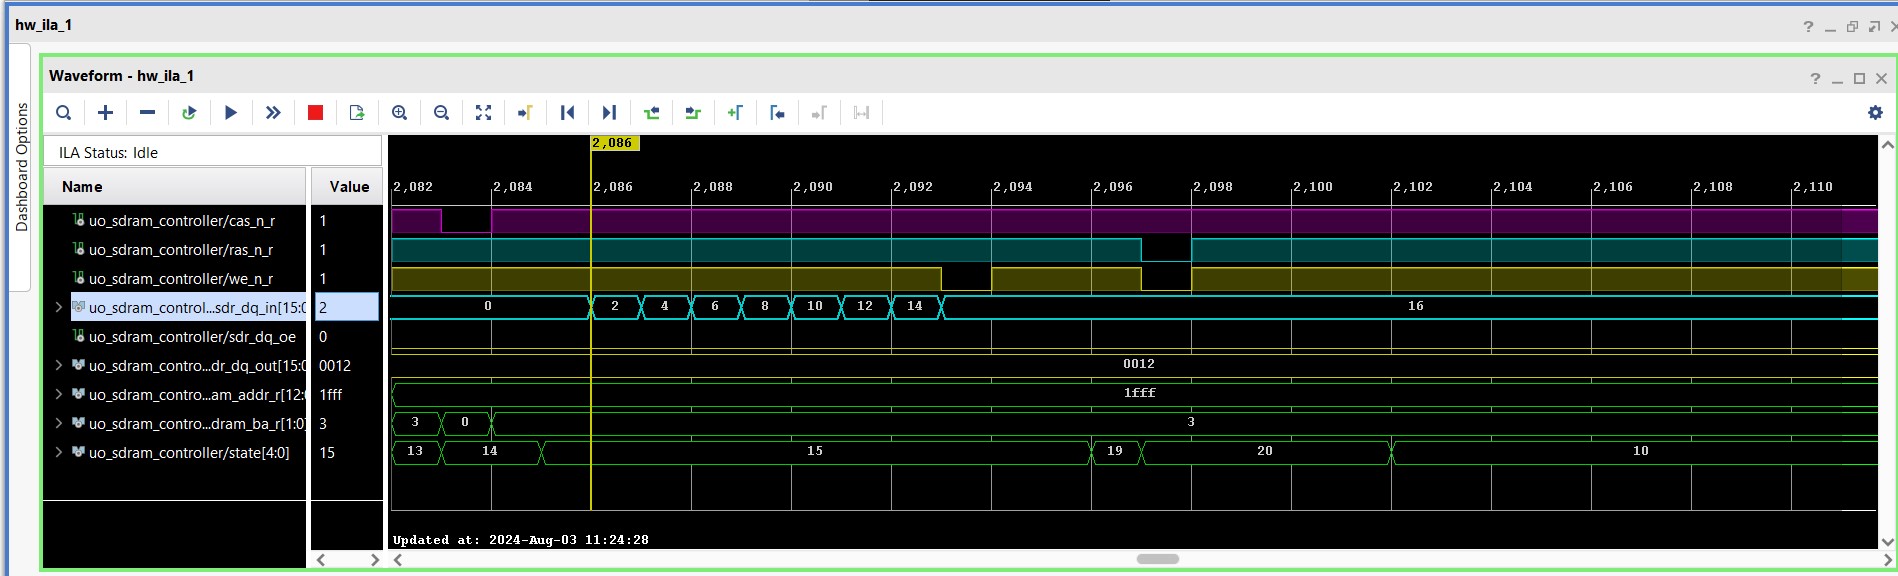 hw_ila_1
Dashboard Options
Waveform - hw_ila_1
ILA Status: Idle
Name Value
2,086
2,082 2,084 2,086 2,088 2,090 2,092 2,094 2,096 2,098 2,100 2,102 2,104 2,106 2,108 2,110
uo_sdram_controller/cas_n_r 1
uo_sdram_controller/ras_n_r 1
uo_sdram_controller/we_n_r 1
uo_sdram_control...sdr_dq_in[15:0 2 0 2 4 6 8 10 12 14 16
uo_sdram_controller/sdr_dq_oe 0
uo_sdram_contro...dr_dq_out[15:0 0012 0012
uo_sdram_contro...am_addr_r[12: 1fff 1fff
uo_sdram_contro...dram_ba_r[1:0 3 3 0 3
uo_sdram_controller/state[4:0] 15 13 14 15 19 20 10
Updated at: 2024-Aug-03 11:24:28